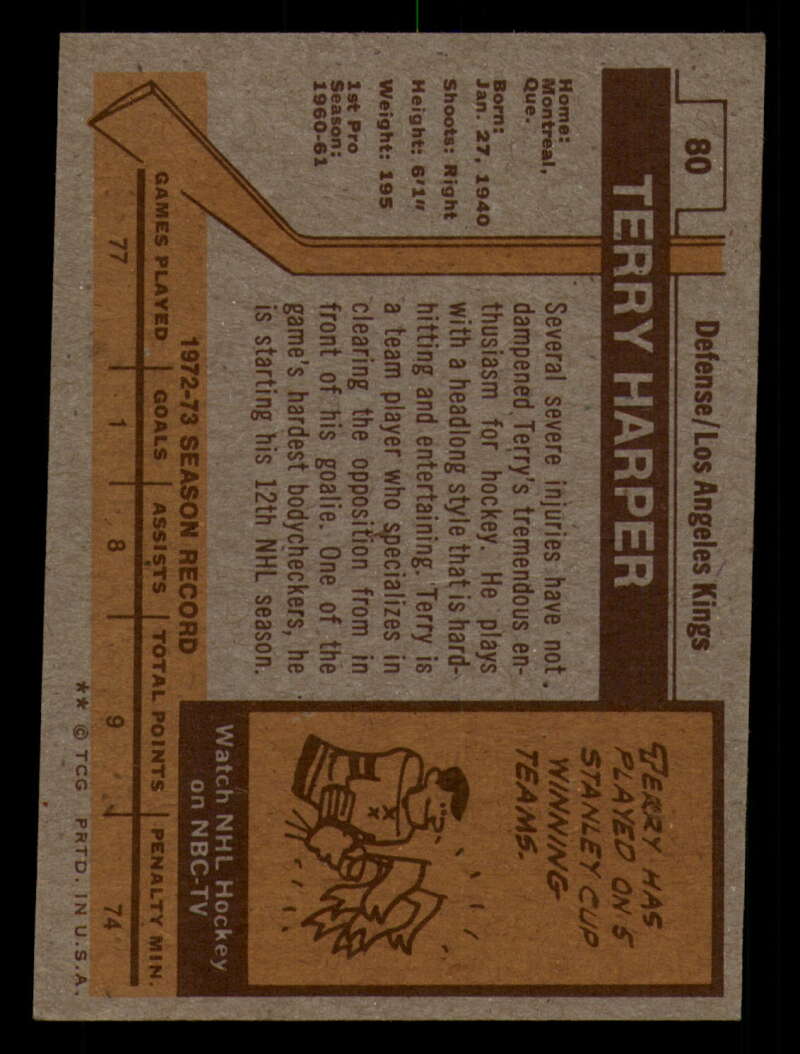 80
Defense/Los Angeles Kings
TERRY HARPER
Home:
Montreal,
Que.
Born:
Jan. 27, 1940
Shoots: Right
Height: 6'1"
Weight: 195
1st Pro
Season:
1960-61
Several severe injuries have not
dampened Terry's tremendous en-
thusiasm for hockey. He plays
with a headlong style that is hard-
hitting and entertaining. Terry is
a team player who specializes in
clearing the opposition from in
front of his goalie. One of the
game's hardest bodycheckers, he
is starting his 12th NHL season.
TERRY HAS
PLAYED ON 5
STANLEY CUP
WINNING
TEAMS.
Watch NHL Hockey
on NBC-TV
1972-73 SEASON RECORD
GAMES PLAYED GOALS ASSISTS TOTAL POINTS PENALTY MIN.
77 1 8 9 74
** © TCG PRTD. IN U.S.A.